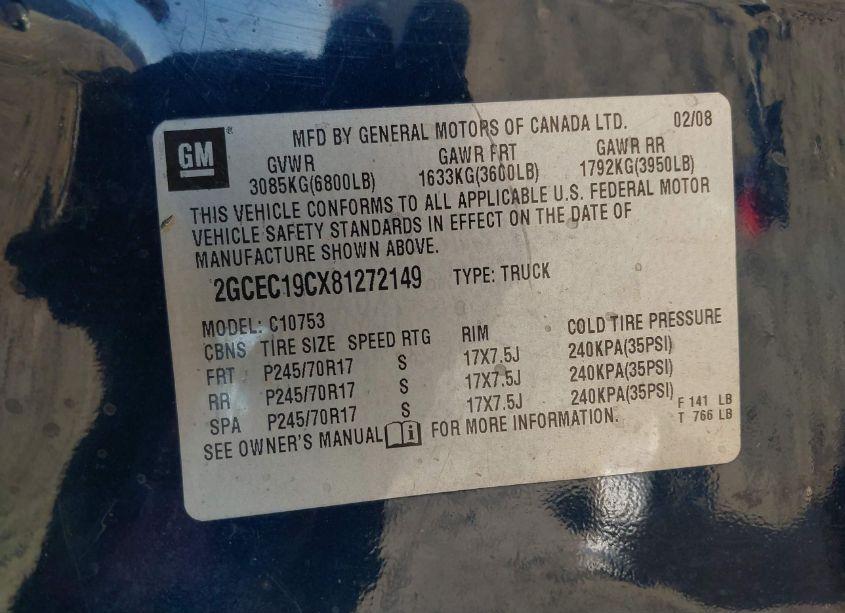 GM ® MFD BY GENERAL MOTORS OF CANADA LTD. 02/08
GVWR GAWR FRT GAWR RR
3085KG(6800LB) 1633KG(3600LB) 1792KG(3950LB)
THIS VEHICLE CONFORMS TO ALL APPLICABLE U.S. FEDERAL MOTOR
VEHICLE SAFETY STANDARDS IN EFFECT ON THE DATE OF
MANUFACTURE SHOWN ABOVE.
2GCEC19CX81272149 TYPE: TRUCK
MODEL: C10753
CBNS TIRE SIZE SPEED RTG RIM COLD TIRE PRESSURE
FRT P245/70R17 S 17X7.5J 240KPA(35PSI)
RR P245/70R17 S 17X7.5J 240KPA(35PSI)
SPA P245/70R17 S 17X7.5J 240KPA(35PSI)
SEE OWNER'S MANUAL i FOR MORE INFORMATION.
F 141 LB
T 766 LB